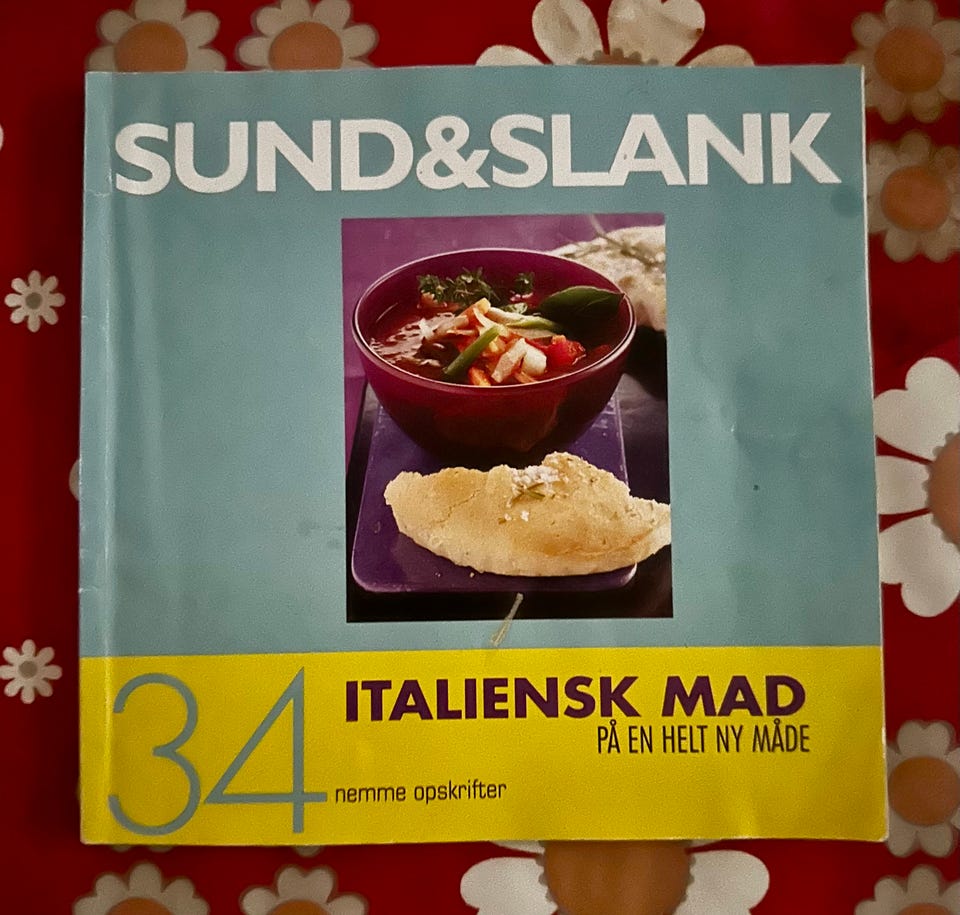 SUND&SLANK
34 nemme opskrifter
ITALIENSK MAD
PÅ EN HELT NY MÅDE